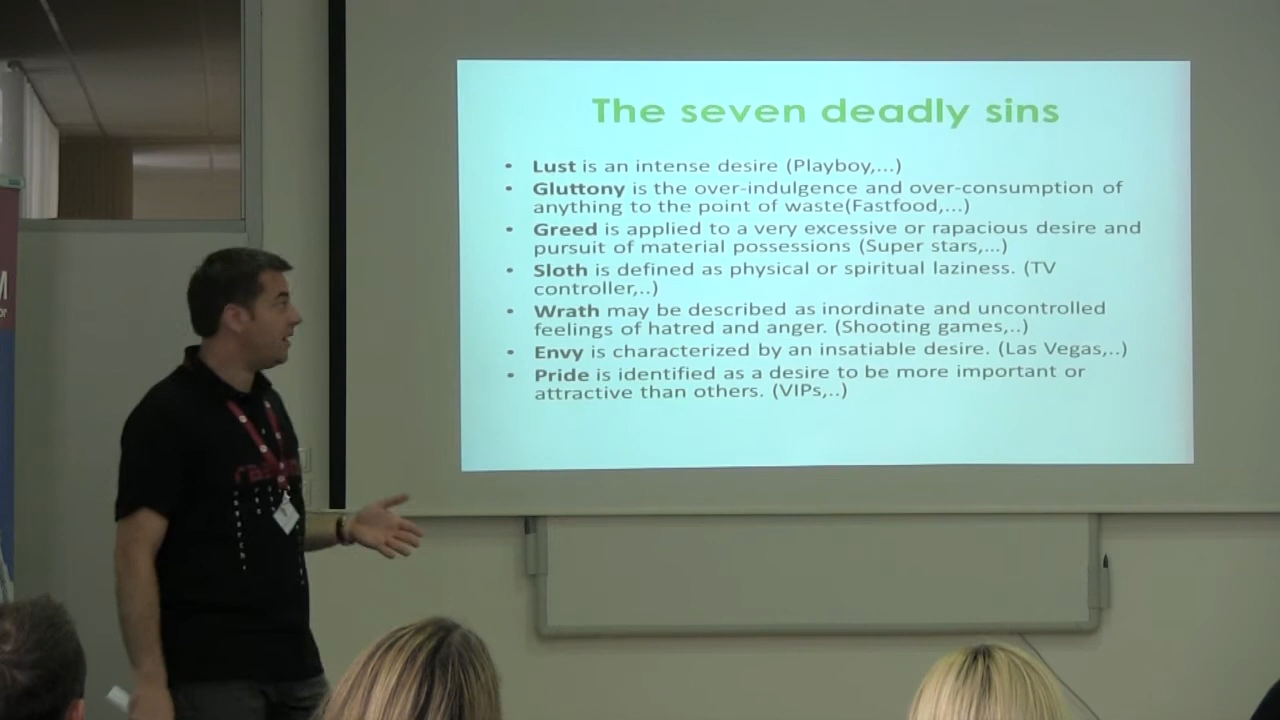 The seven deadly sins
• Lust is an intense desire (Playboy,...)
• Gluttony is the over-indulgence and over-consumption of
anything to the point of waste(Fastfood,...)
• Greed is applied to a very excessive or rapacious desire and
pursuit of material possessions (Super stars,...)
• Sloth is defined as physical or spiritual laziness. (TV
controller,..)
• Wrath may be described as inordinate and uncontrolled
feelings of hatred and anger. (Shooting games,..)
• Envy is characterized by an insatiable desire. (Las Vegas,..)
• Pride is identified as a desire to be more important or
attractive than others. (VIPs,..)
M
or